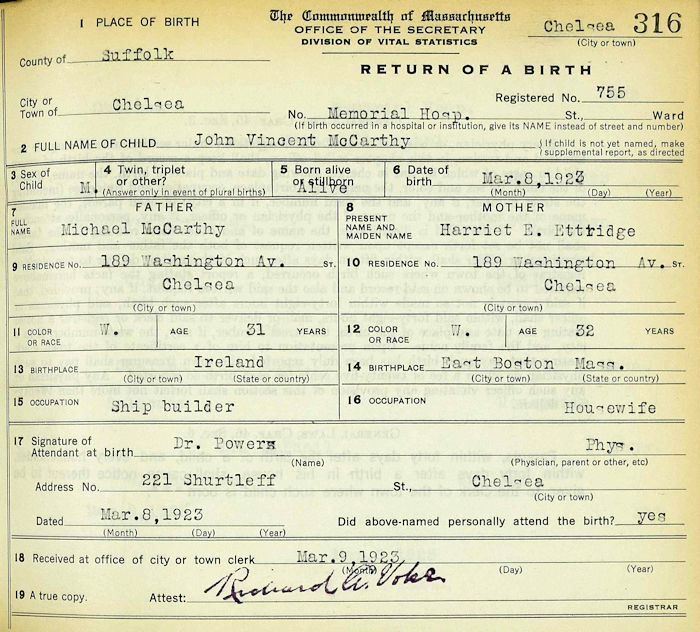 1 PLACE OF BIRTH
The Commonwealth of Massachusetts
OFFICE OF THE SECRETARY
DIVISION OF VITAL STATISTICS
Chelsea 316
(City or town)
County of Suffolk
RETURN OF A BIRTH
City or Town of Chelsea
Registered No. 755
No. Memorial Hosp. St., Ward
(If birth occurred in a hospital or institution, give its NAME instead of street and number)
2 FULL NAME OF CHILD John Vincent McCarthy
{If child is not yet named, make
supplemental report, as directed
3 Sex of Child M.
4 Twin, triplet or other?
(Answer only in event of plural births)
5 Born alive or stillborn Alive
6 Date of birth Mar.8,1923
(Month) (Day) (Year)
7 FATHER
FULL NAME Michael McCarthy
8 MOTHER
PRESENT NAME AND MAIDEN NAME Harriet E. Ettridge
9 RESIDENCE No. 189 Washington Av. ST.
Chelsea
(City or town)
10 RESIDENCE No. 189 Washington Av. ST.
Chelsea
(City or town)
11 COLOR OR RACE W. AGE 31 YEARS
12 COLOR OR RACE W. AGE 32 YEARS
13 BIRTHPLACE Ireland
(City or town) (State or country)
14 BIRTHPLACE East Boston Mass.
(City or town) (State or country)
15 OCCUPATION
Ship builder
16 OCCUPATION
Housewife
17 Signature of Attendant at birth Dr. Powers Phys.
(Name) (Physician, parent or other, etc)
Address No. 221 Shurtleff St., Chelsea
(City or town)
Dated Mar.8,1923
(Month) (Day) (Year)
Did above-named personally attend the birth? yes
18 Received at office of city or town clerk Mar.9,1923
(Month) (Day) (Year)
19 A true copy. Attest:
REGISTRAR